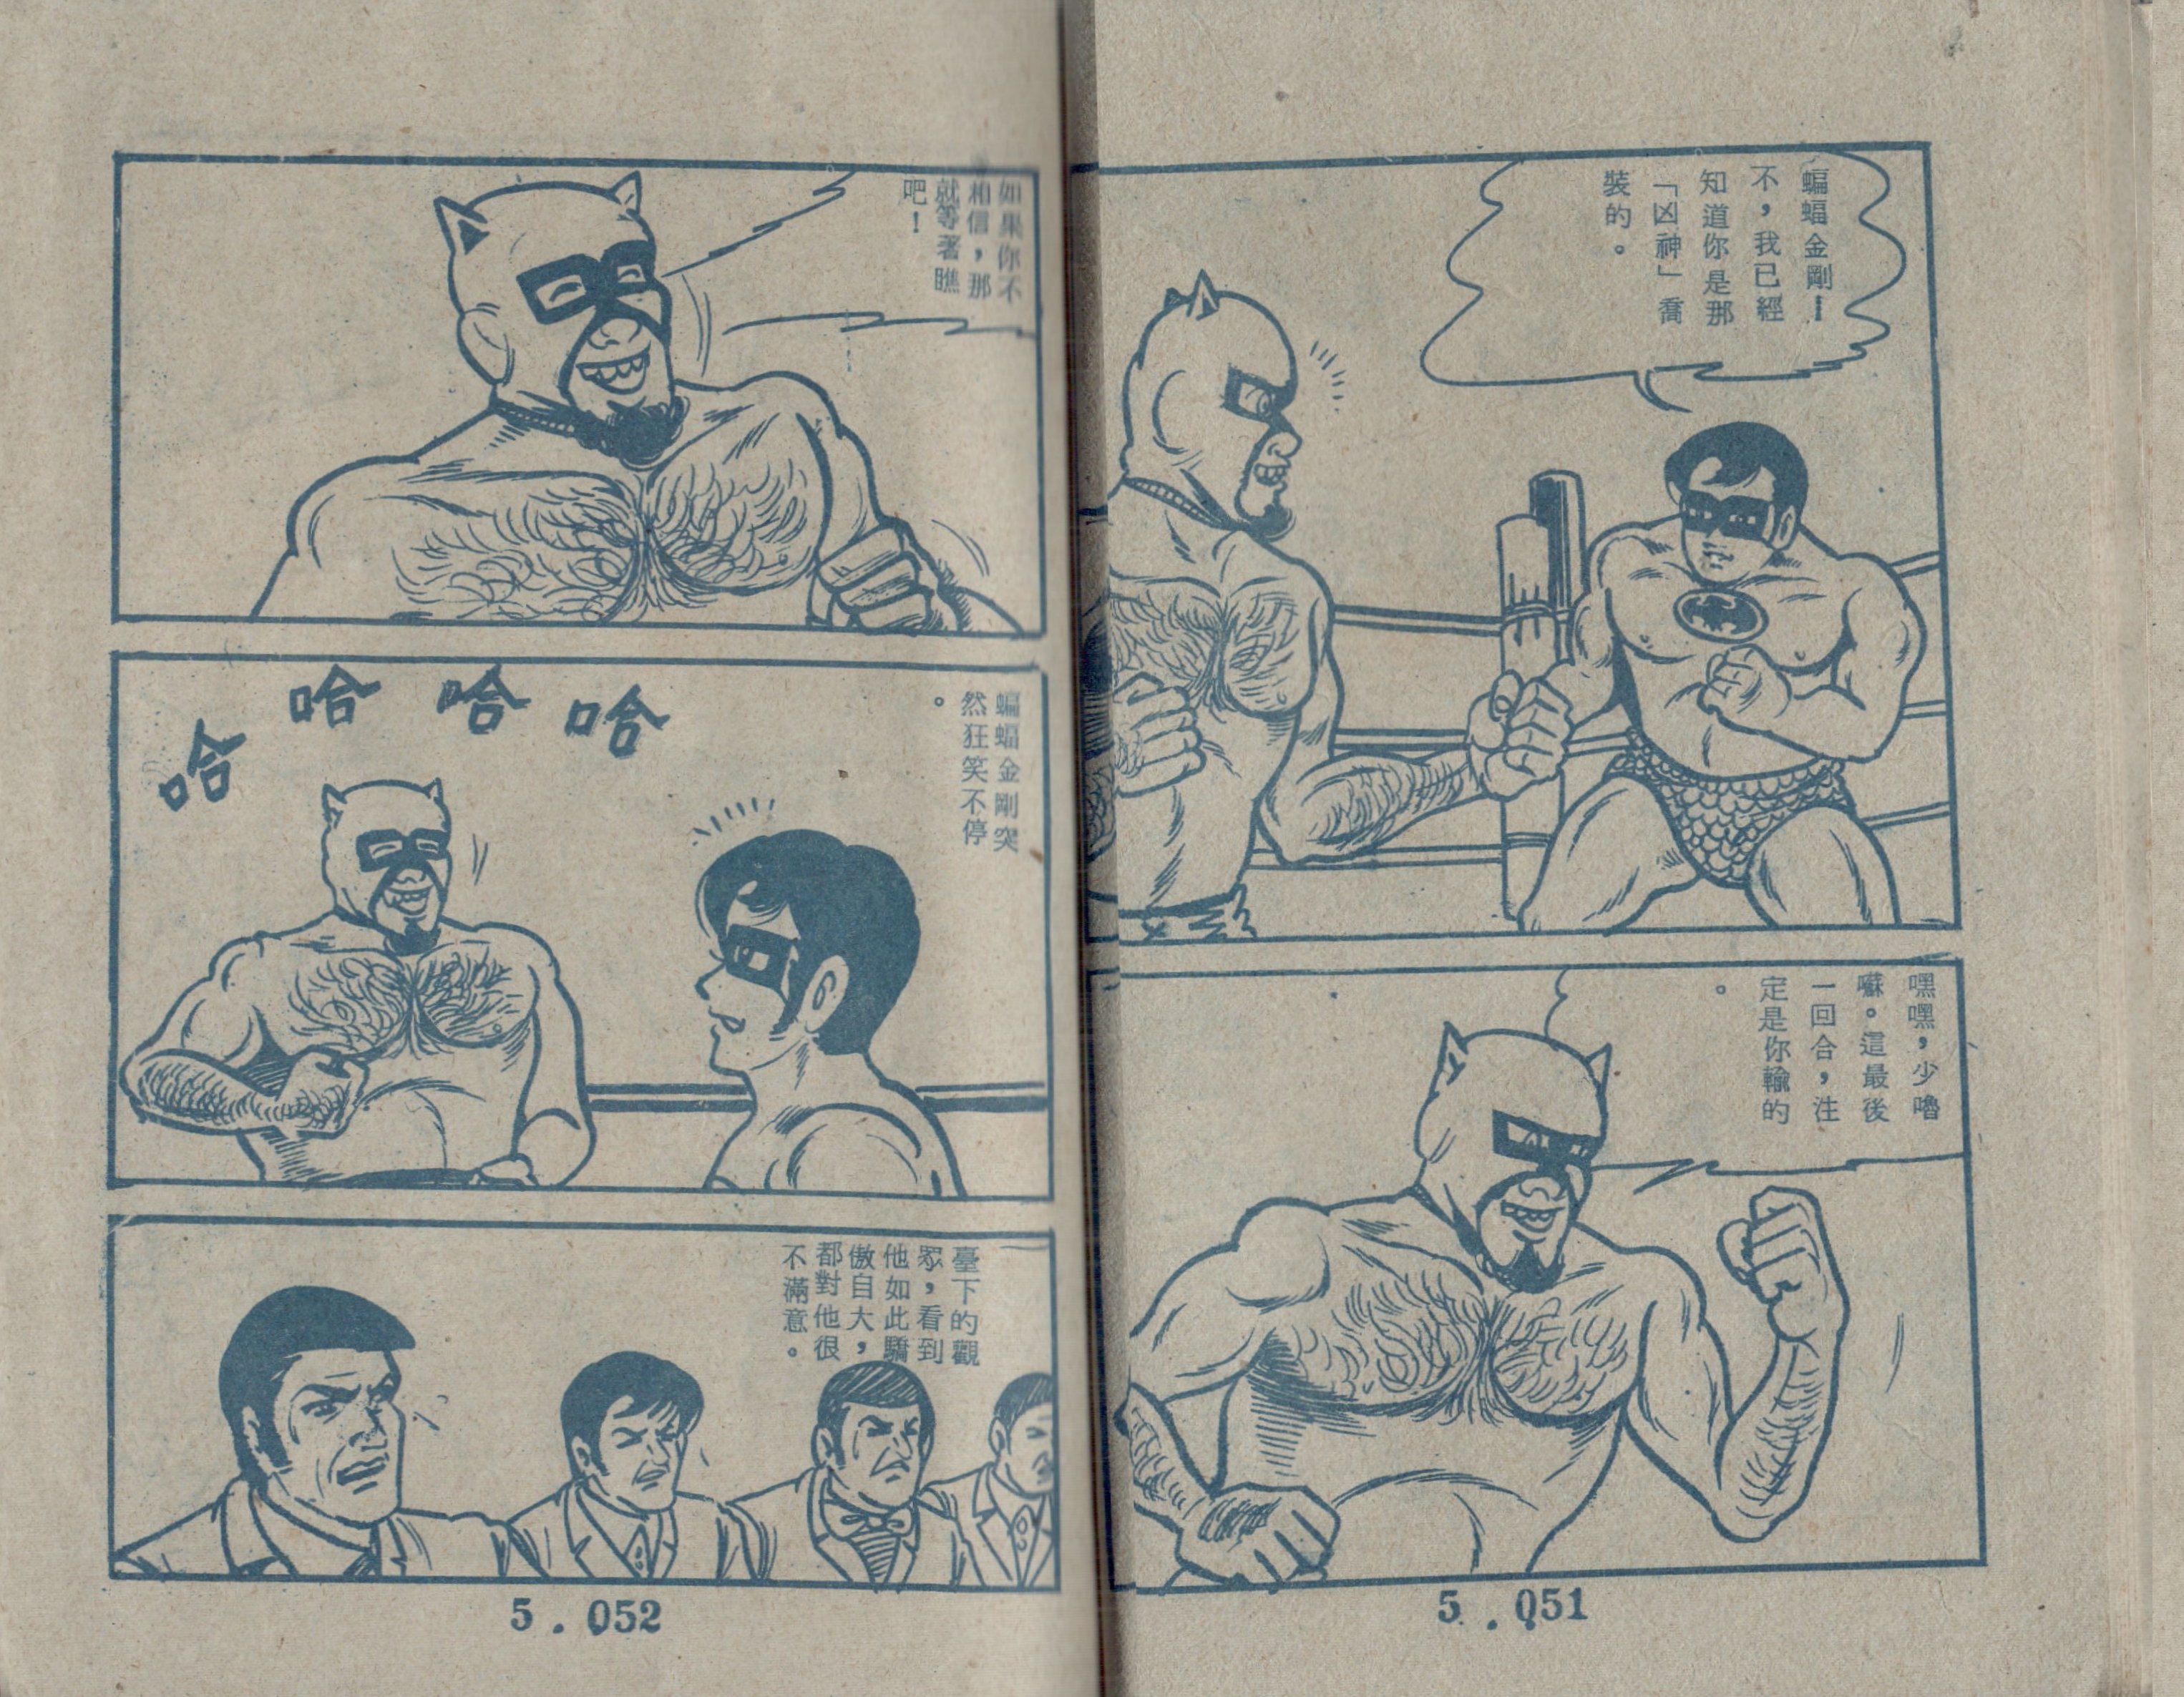 蝙蝠金剛—
不，我已經
知道你是那
「凶神」喬
裝的。
嘿嘿，少嚕
囌。這最後
一回合，注
定是你輸的
。
5.051
如果你不
相信，那
就等著瞧
吧！
蝙蝠金剛突
然狂笑不停
。
哈
哈
哈
哈
臺下的觀
眾，看到
他如此驕
傲自大，
都對他很
不滿意。
5.052